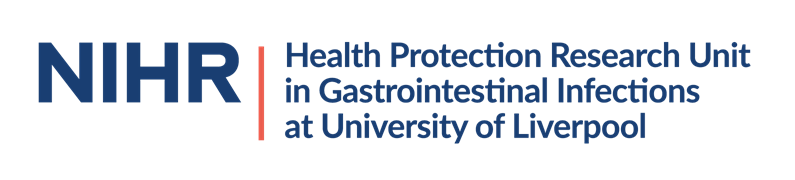 NIHR
Health Protection Research Unit
in Gastrointestinal Infections
at University of Liverpool